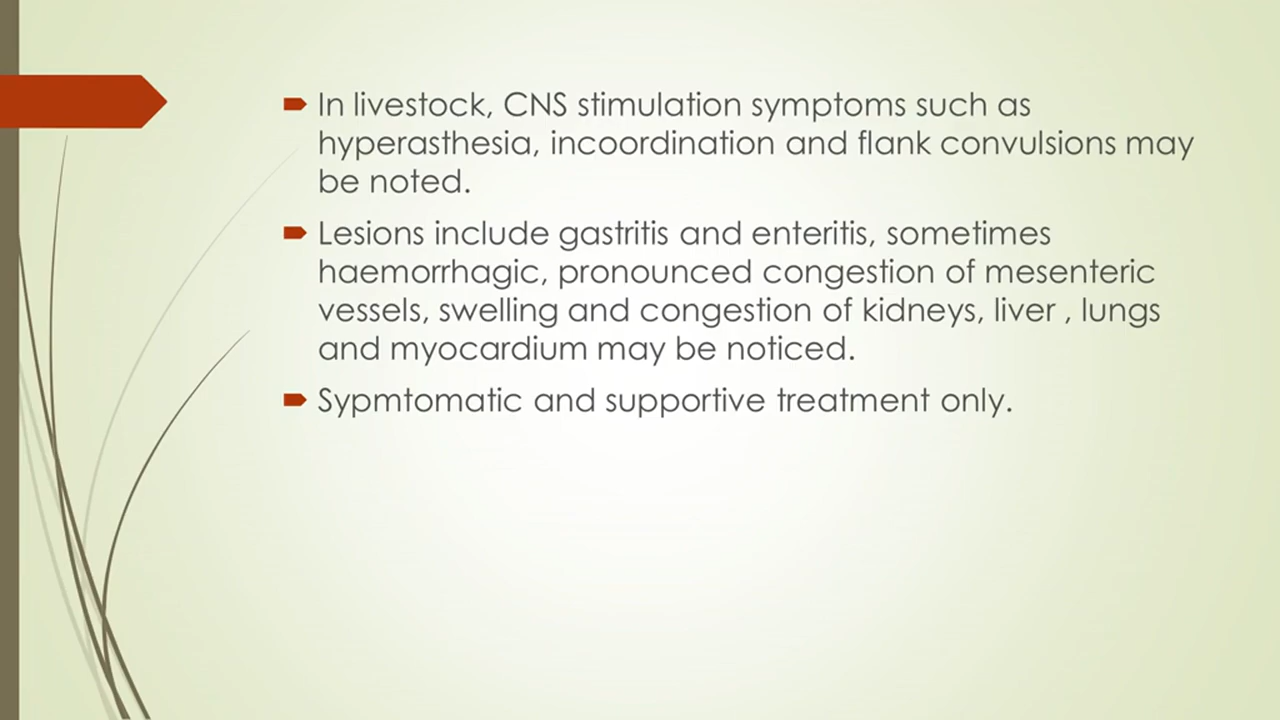 In livestock, CNS stimulation symptoms such as
hyperasthesia, incoordination and flank convulsions may
be noted.
Lesions include gastritis and enteritis, sometimes
haemorrhagic, pronounced congestion of mesenteric
vessels, swelling and congestion of kidneys, liver , lungs
and myocardium may be noticed.
Sypmtomatic and supportive treatment only.